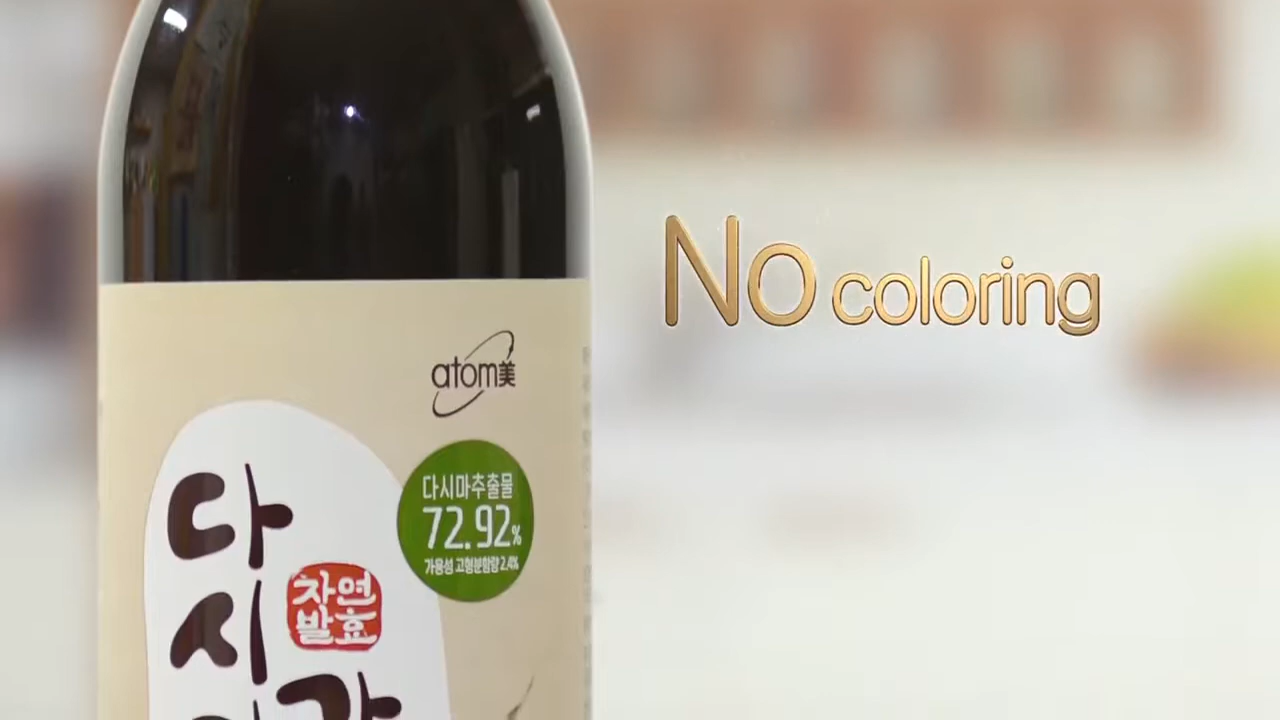 No coloring
atom美
다시마추출물
72.92%
가용성 고형분함량 2.4%
다시
자연
발효
간